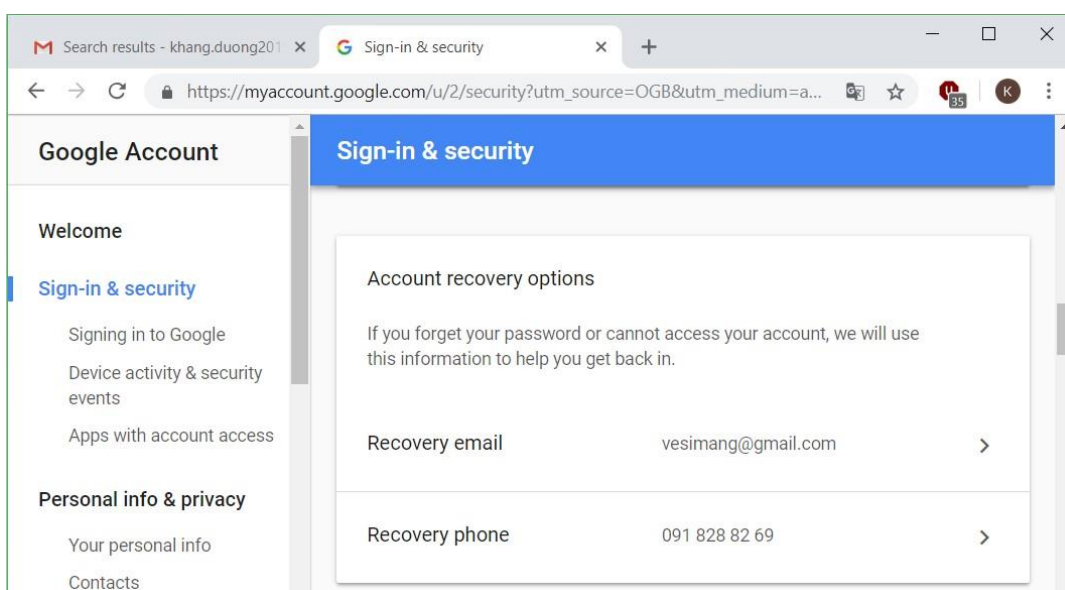 Search results - khang.duong201
Sign-in & security
https://myaccount.google.com/u/2/security?utm_source=OGB&utm_medium=a...
35
K
Google Account
Sign-in & security
Welcome
Sign-in & security
Signing in to Google
Device activity & security
events
Apps with account access
Personal info & privacy
Your personal info
Contacts
Account recovery options
If you forget your password or cannot access your account, we will use
this information to help you get back in.
Recovery email vesimang@gmail.com
Recovery phone 091 828 82 69